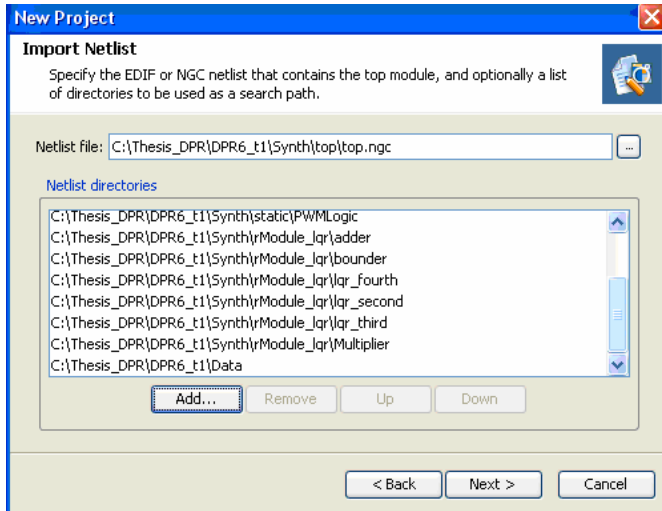 New Project
Import Netlist
Specify the EDIF or NGC netlist that contains the top module, and optionally a list
of directories to be used as a search path.
Netlist file: C:\Thesis_DPR\DPR6_t1\Synth\top\top.ngc ...
Netlist directories
C:\Thesis_DPR\DPR6_t1\Synth\static\PWMLogic
C:\Thesis_DPR\DPR6_t1\Synth\rModule_lqr\adder
C:\Thesis_DPR\DPR6_t1\Synth\rModule_lqr\bounder
C:\Thesis_DPR\DPR6_t1\Synth\rModule_lqr\lqr_fourth
C:\Thesis_DPR\DPR6_t1\Synth\rModule_lqr\lqr_second
C:\Thesis_DPR\DPR6_t1\Synth\rModule_lqr\lqr_third
C:\Thesis_DPR\DPR6_t1\Synth\rModule_lqr\Multiplier
C:\Thesis_DPR\DPR6_t1\Data
Add... Remove Up Down
< Back Next > Cancel